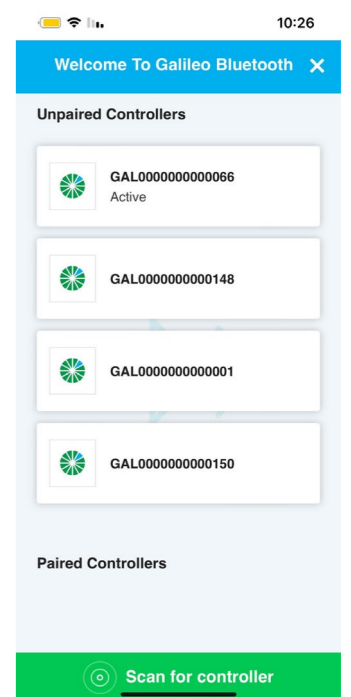 10:26
Welcome To Galileo Bluetooth ✕
Unpaired Controllers
GAL0000000000066
Active
GAL0000000000148
GAL0000000000001
GAL0000000000150
Paired Controllers
Scan for controller